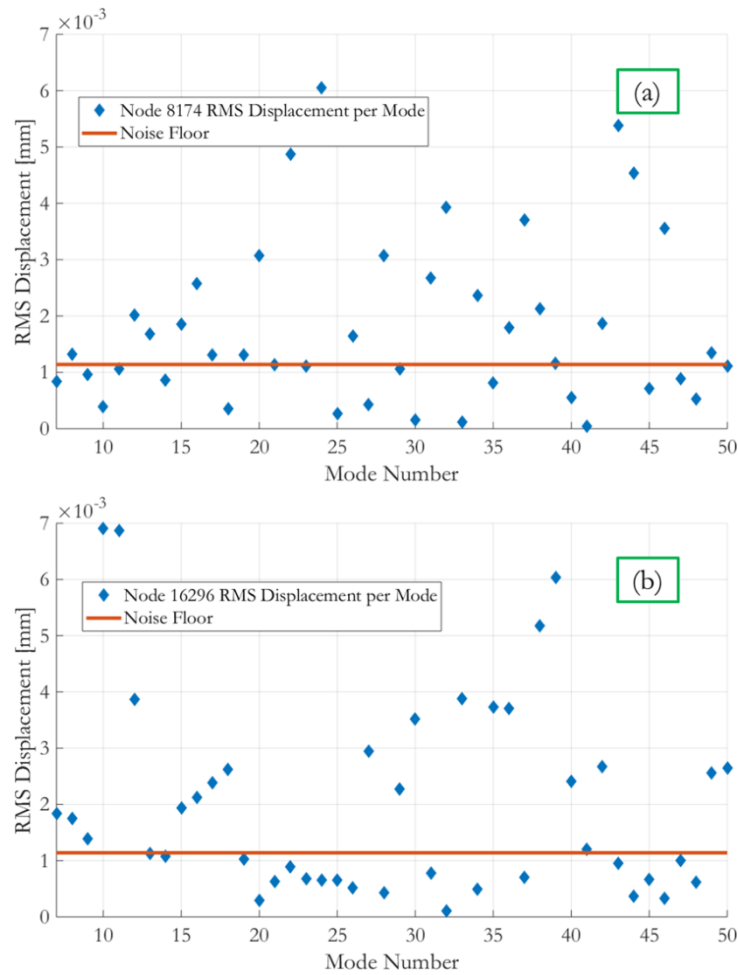 ×10⁻³
7
6
5
4
3
2
1
0
RMS Displacement [mm]
Node 8174 RMS Displacement per Mode
Noise Floor
(a)
10 15 20 25 30 35 40 45 50
Mode Number
×10⁻³
7
6
5
4
3
2
1
0
RMS Displacement [mm]
Node 16296 RMS Displacement per Mode
Noise Floor
(b)
10 15 20 25 30 35 40 45 50
Mode Number